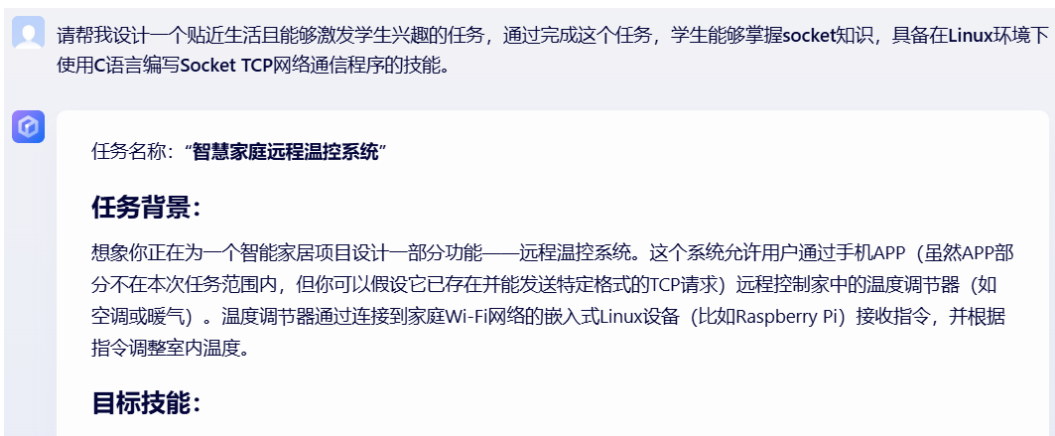 请帮我设计一个贴近生活且能够激发学生兴趣的任务，通过完成这个任务，学生能够掌握socket知识，具备在Linux环境下
使用C语言编写Socket TCP网络通信程序的技能。
任务名称：“智慧家庭远程温控系统”
任务背景：
想象你正在为一个智能家居项目设计一部分功能——远程温控系统。这个系统允许用户通过手机APP（虽然APP部
分不在本次任务范围内，但你可以假设它已存在并能发送特定格式的TCP请求）远程控制家中的温度调节器（如
空调或暖气）。温度调节器通过连接到家庭Wi-Fi网络的嵌入式Linux设备（比如Raspberry Pi）接收指令，并根据
指令调整室内温度。
目标技能：